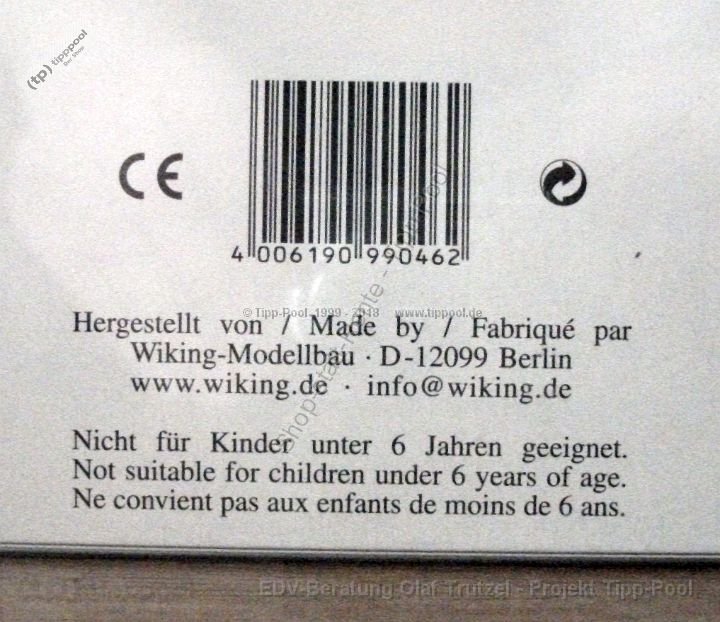 (tp) tipppool
Der Shop
CE
4 006190 990462
© Tipp-Pool 1999 - 2018 www.tippool.de
Hergestellt von / Made by / Fabriqué par
Wiking-Modellbau · D-12099 Berlin
www.wiking.de · info@wiking.de
Nicht für Kinder unter 6 Jahren geeignet.
Not suitable for children under 6 years of age.
Ne convient pas aux enfants de moins de 6 ans.
EDV-Beratung Olaf Trutzel - Projekt Tipp-Pool